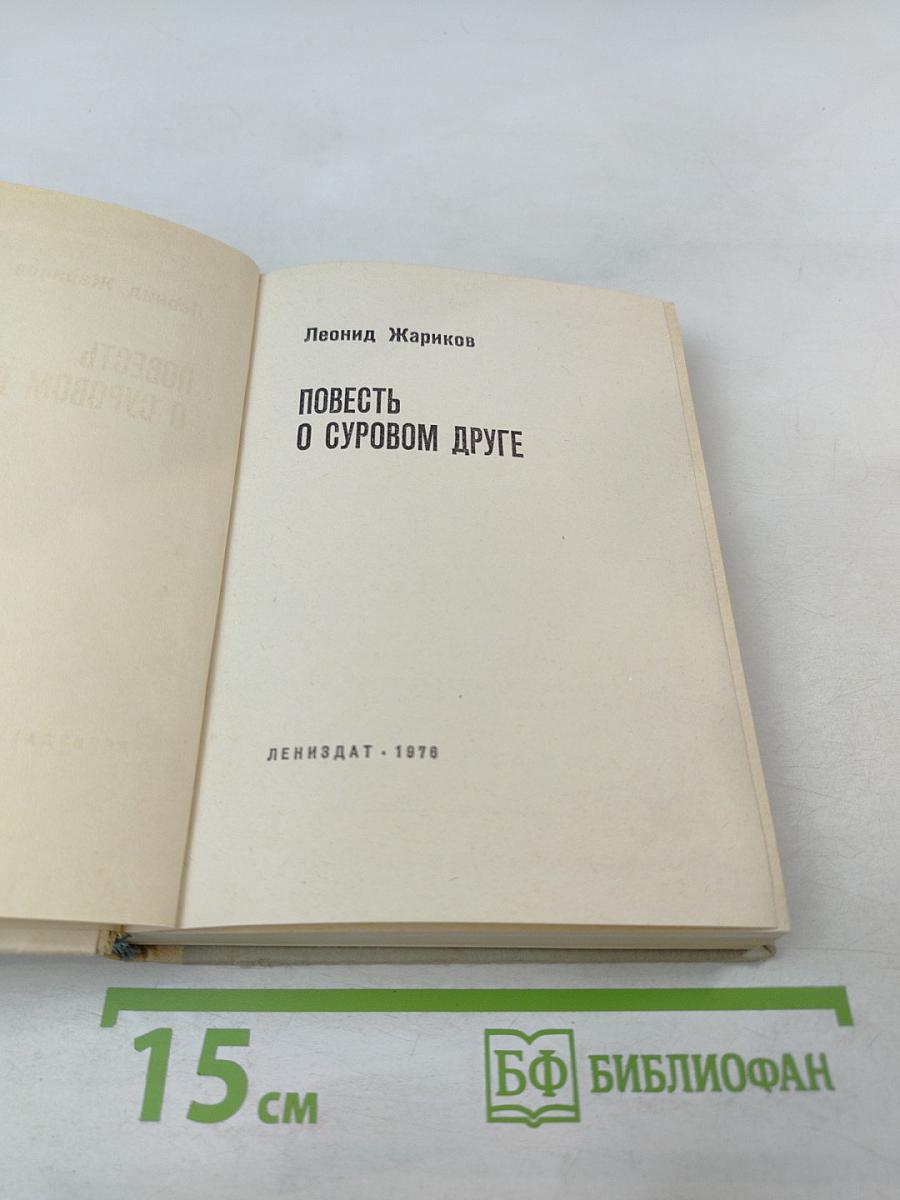 Леонид Жариков
ПОВЕСТЬ
О СУРОВОМ ДРУГЕ
ЛЕНИЗДАТ • 1976
15 см
БФ БИБЛИОФАН